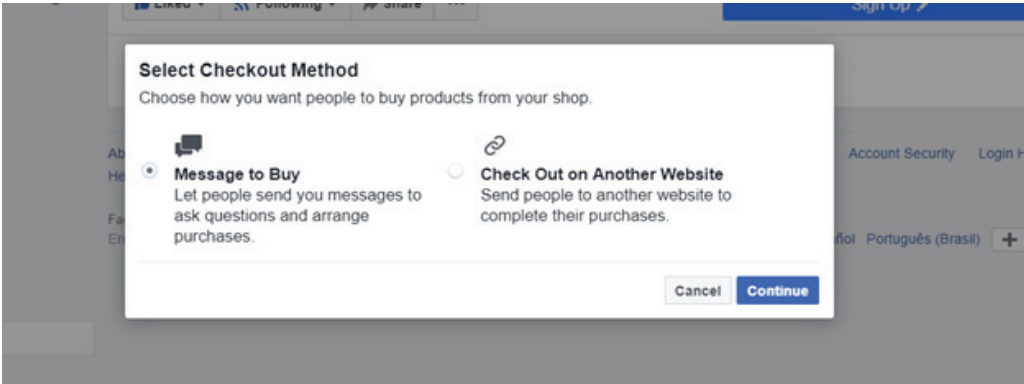 Liked Following Share ...
Sign Up
Select Checkout Method
Choose how you want people to buy products from your shop.
Message to Buy
Let people send you messages to
ask questions and arrange
purchases.
Check Out on Another Website
Send people to another website to
complete their purchases.
Account Security Login
Português (Brasil)
Cancel Continue